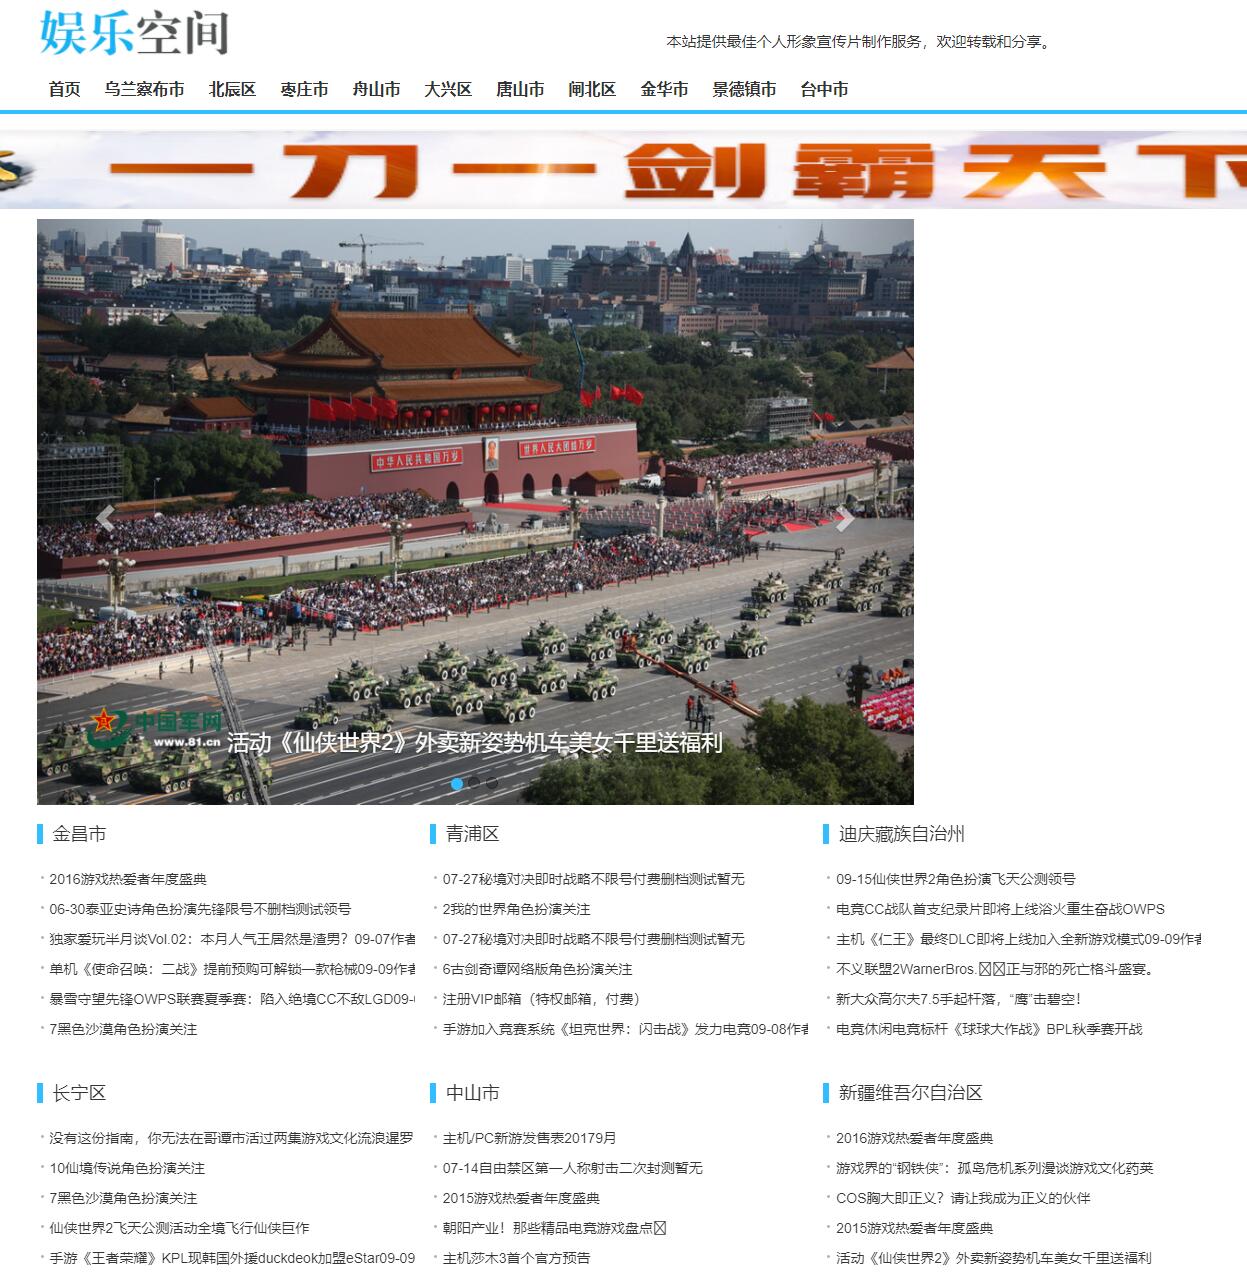 娱乐空间
本站提供最佳个人形象宣传片制作服务，欢迎转载和分享。
首页 乌兰察布市 北辰区 枣庄市 舟山市 大兴区 唐山市 闸北区 金华市 景德镇市 台中市
一刀一剑霸天下
中华人民共和国万岁 世界人民大团结万岁
中国军网
www.81.cn
活动《仙侠世界2》外卖新姿势机车美女千里送福利
金昌市
2016游戏热爱者年度盛典
06-30泰亚史诗角色扮演先锋限号不删档测试领号
独家爱玩半月谈Vol.02：本月人气王居然是渣男？09-07作者
单机《使命召唤：二战》提前预购可解锁一款枪械09-09作者
暴雪守望先锋OWPS联赛夏季赛：陷入绝境CC不敌LGD09-
7黑色沙漠角色扮演关注
青浦区
07-27秘境对决即时战略不限号付费删档测试暂无
2我的世界角色扮演关注
07-27秘境对决即时战略不限号付费删档测试暂无
6古剑奇谭网络版角色扮演关注
注册VIP邮箱（特权邮箱，付费）
手游加入竞赛系统《坦克世界：闪击战》发力电竞09-08作者
迪庆藏族自治州
09-15仙侠世界2角色扮演飞天公测领号
电竞CC战队首支纪录片即将上线浴火重生奋战OWPS
主机《仁王》最终DLC即将上线加入全新游戏模式09-09作者
不义联盟2WarnerBros.正与邪的死亡格斗盛宴。
新大众高尔夫7.5手起杆落，“鹰”击碧空！
电竞休闲电竞标杆《球球大作战》BPL秋季赛开战
长宁区
没有这份指南，你无法在哥谭市活过两集游戏文化流浪暹罗
10仙境传说角色扮演关注
7黑色沙漠角色扮演关注
仙侠世界2飞天公测活动全境飞行仙侠巨作
手游《王者荣耀》KPL现韩国外援duckdeok加盟eStar09-09
中山市
主机/PC新游发售表20179月
07-14自由禁区第一人称射击二次封测暂无
2015游戏热爱者年度盛典
朝阳产业！那些精品电竞游戏盘点
主机莎木3首个官方预告
新疆维吾尔自治区
2016游戏热爱者年度盛典
游戏界的“钢铁侠”：孤岛危机系列漫谈游戏文化药荚
COS胸大即正义？请让我成为正义的伙伴
2015游戏热爱者年度盛典
活动《仙侠世界2》外卖新姿势机车美女千里送福利